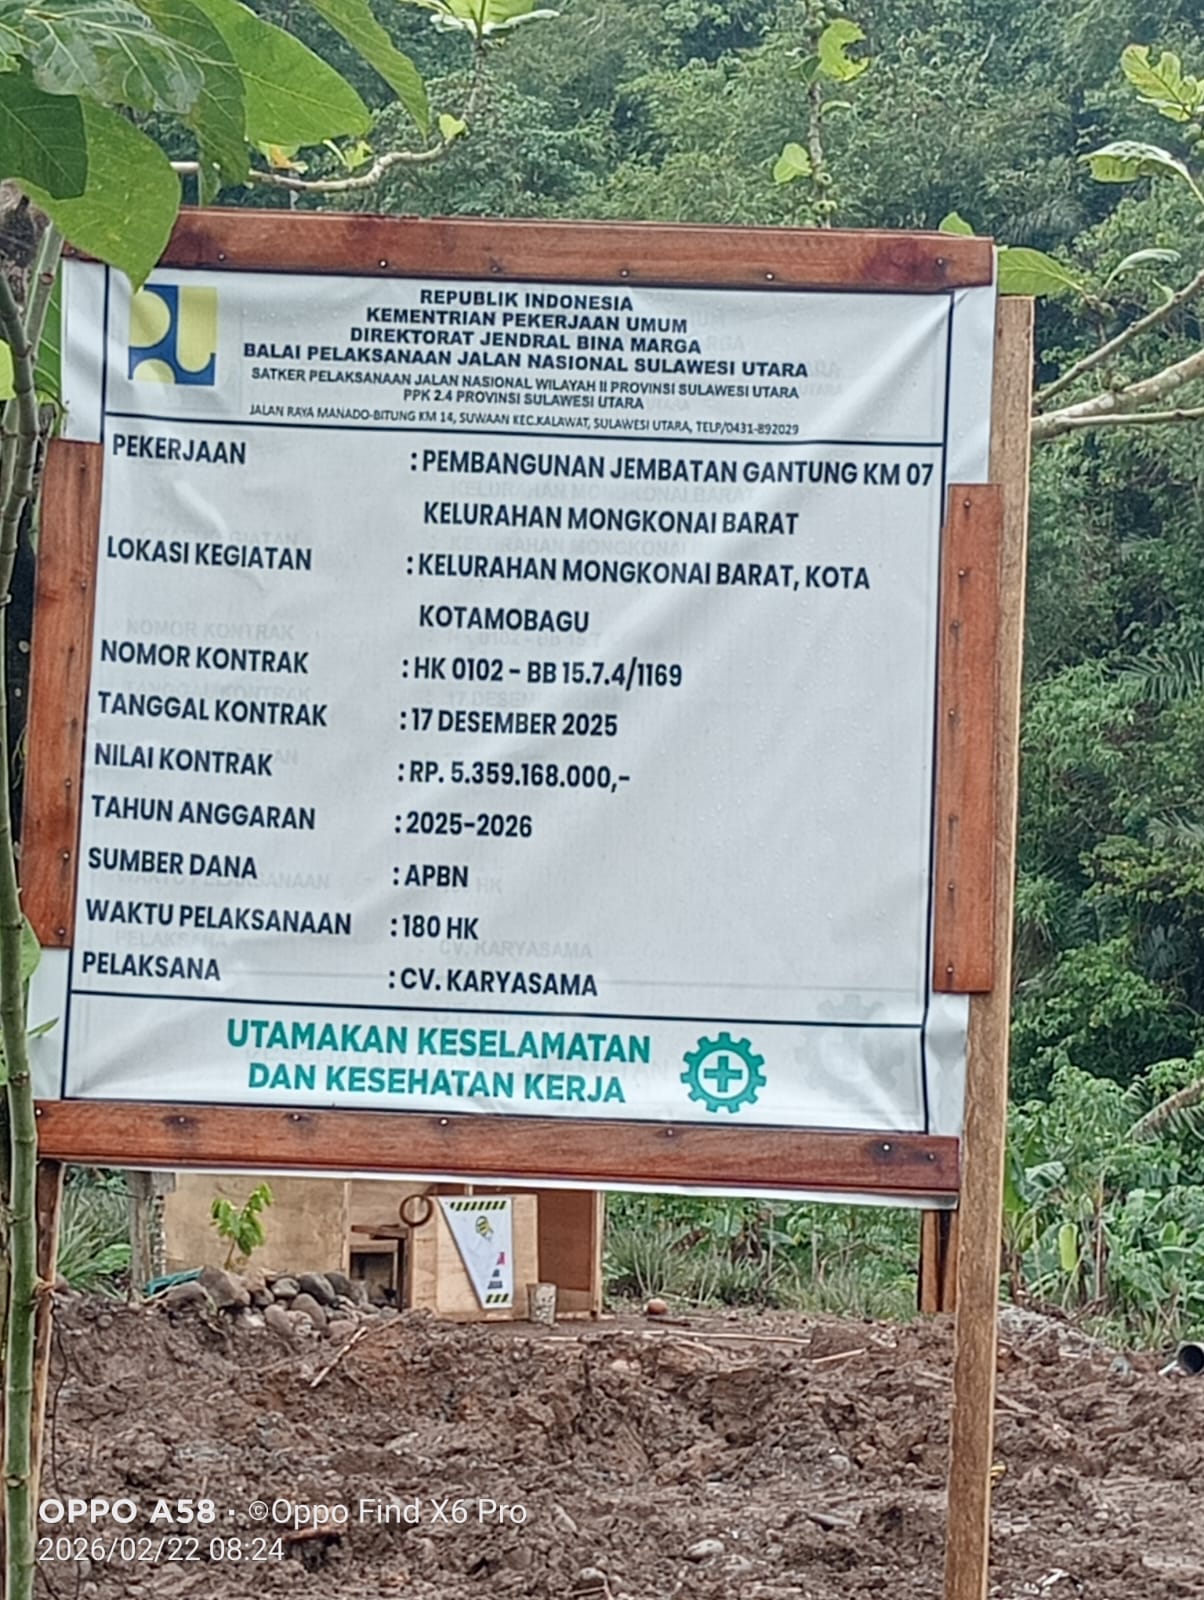 REPUBLIK INDONESIA
KEMENTRIAN PEKERJAAN UMUM
DIREKTORAT JENDRAL BINA MARGA
BALAI PELAKSANAAN JALAN NASIONAL SULAWESI UTARA
SATKER PELAKSANAAN JALAN NASIONAL WILAYAH II PROVINSI SULAWESI UTARA
PPK 2.4 PROVINSI SULAWESI UTARA
JALAN RAYA MANADO-BITUNG KM 14, SUWAAN KEC.KALAWAT, SULAWESI UTARA, TELP/0431-892029
PEKERJAAN : PEMBANGUNAN JEMBATAN GANTUNG KM 07
KELURAHAN MONGKONAI BARAT
LOKASI KEGIATAN : KELURAHAN MONGKONAI BARAT, KOTA
KOTAMOBAGU
NOMOR KONTRAK : HK 0102 - BB 15.7.4/1169
TANGGAL KONTRAK : 17 DESEMBER 2025
NILAI KONTRAK : RP. 5.359.168.000,-
TAHUN ANGGARAN : 2025-2026
SUMBER DANA : APBN
WAKTU PELAKSANAAN : 180 HK
PELAKSANA : CV. KARYASAMA
UTAMAKAN KESELAMATAN
DAN KESEHATAN KERJA
OPPO A58 · ©Oppo Find X6 Pro
2026/02/22 08:24